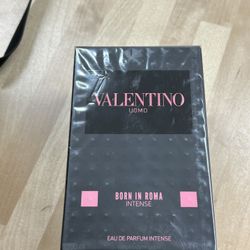 VALENTINO
UOMO
BORN IN ROMA
INTENSE
EAU DE PARFUM INTENSE